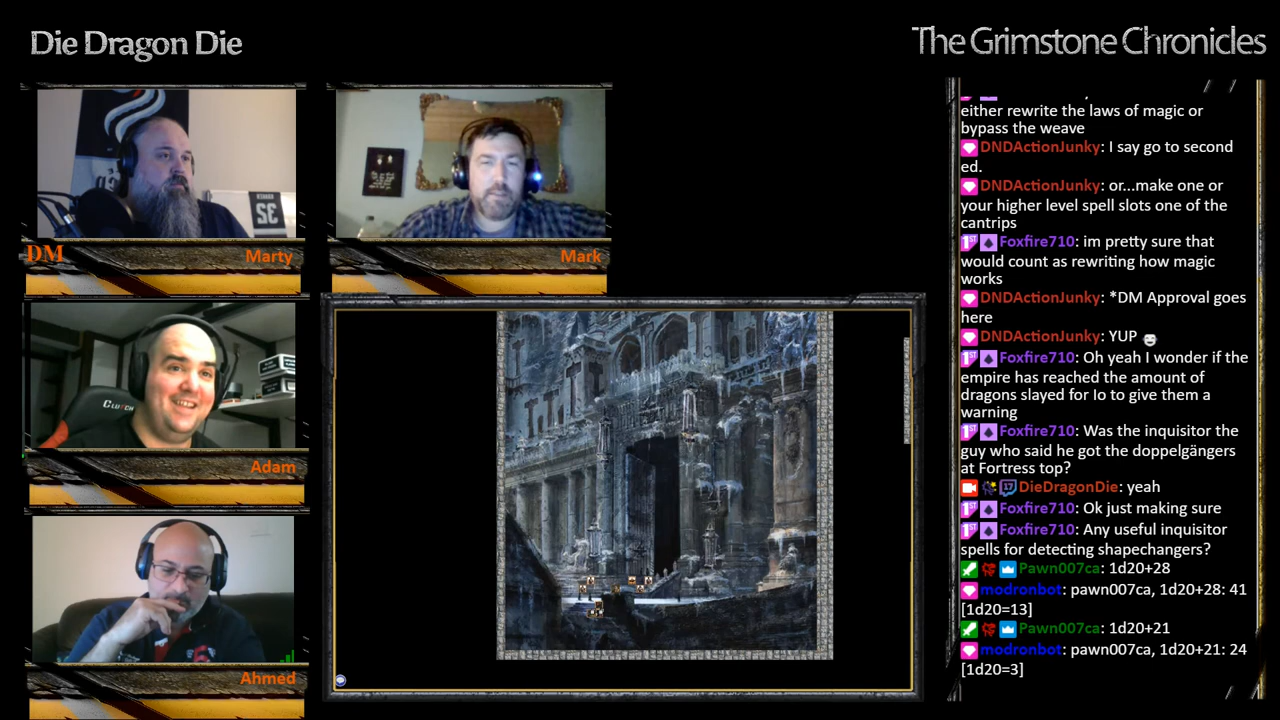 Die Dragon Die
The Grimstone Chronicles
DM
Marty
Mark
CLUTCH
Adam
Ahmed
either rewrite the laws of magic or
bypass the weave
DNDActionJunky: I say go to second
ed.
DNDActionJunky: or...make one or
your higher level spell slots one of the
cantrips
Foxfire710: im pretty sure that
would count as rewriting how magic
works
DNDActionJunky: *DM Approval goes
here
DNDActionJunky: YUP
Foxfire710: Oh yeah I wonder if the
empire has reached the amount of
dragons slayed for Io to give them a
warning
Foxfire710: Was the inquisitor the
guy who said he got the doppelgängers
at Fortress top?
17 DieDragonDie: yeah
Foxfire710: Ok just making sure
Foxfire710: Any useful inquisitor
spells for detecting shapechangers?
Pawn007ca: 1d20+28
modronbot: pawn007ca, 1d20+28: 41
[1d20=13]
Pawn007ca: 1d20+21
modronbot: pawn007ca, 1d20+21: 24
[1d20=3]